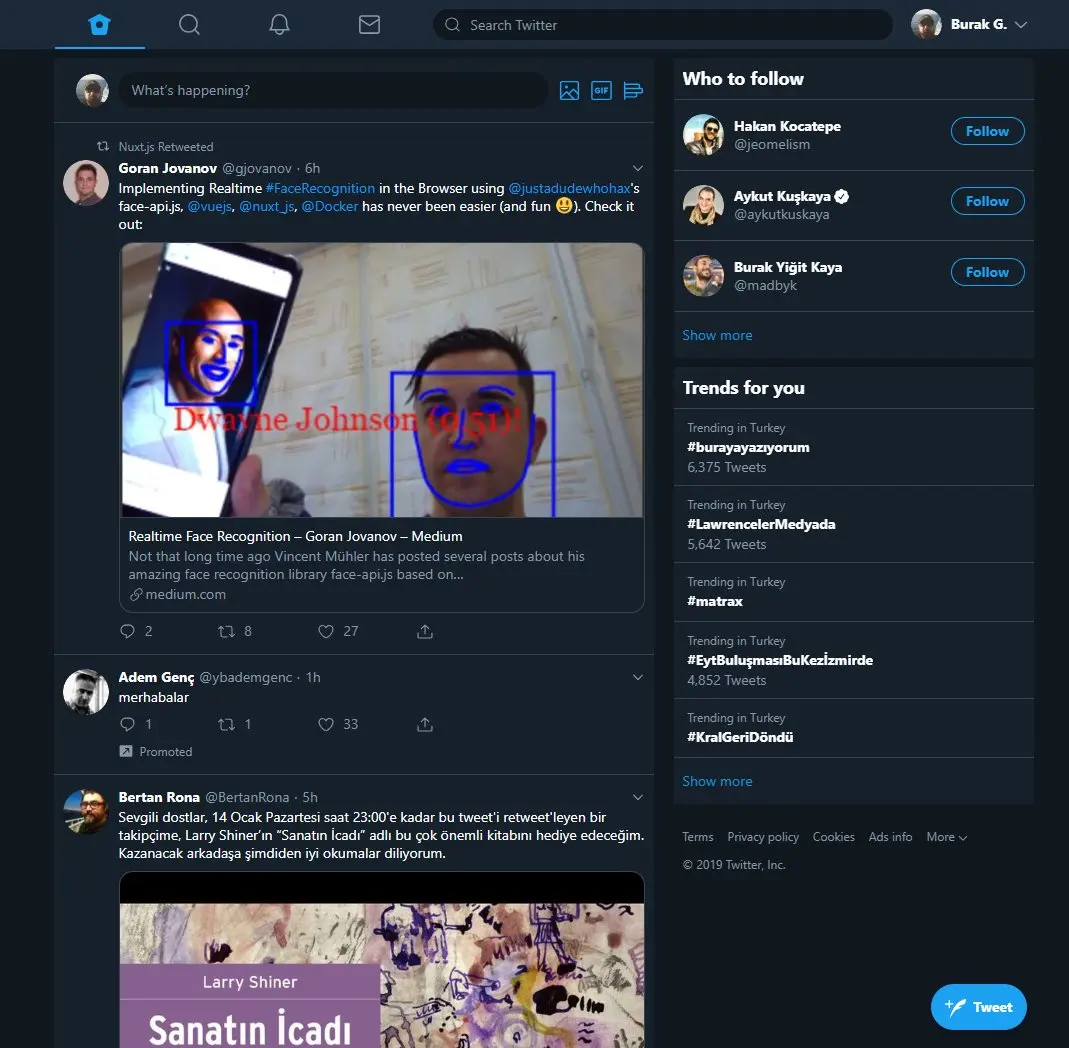 Search Twitter
Burak G.
What's happening?
GIF
Nuxt.js Retweeted
Goran Jovanov @gjovanov · 6h
Implementing Realtime #FaceRecognition in the Browser using @justadudewhohax's
face-api.js, @vuejs, @nuxt_js, @Docker has never been easier (and fun 😃). Check it
out:
Dwayne Johnson (0.51)!
Realtime Face Recognition – Goran Jovanov – Medium
Not that long time ago Vincent Mühler has posted several posts about his
amazing face recognition library face-api.js based on...
medium.com
2 8 27
Adem Genç @ybademgenc · 1h
merhabalar
1 1 33
Promoted
Bertan Rona @BertanRona · 5h
Sevgili dostlar, 14 Ocak Pazartesi saat 23:00'e kadar bu tweet'i retweet'leyen bir
takipçime, Larry Shiner'ın "Sanatın İcadı" adlı bu çok önemli kitabını hediye edeceğim.
Kazanacak arkadaşa şimdiden iyi okumalar diliyorum.
Larry Shiner
Sanatın İcadı
Who to follow
Hakan Kocatepe
@jeomelism
Follow
Aykut Kuşkaya
@aykutkuskaya
Follow
Burak Yiğit Kaya
@madbyk
Follow
Show more
Trends for you
Trending in Turkey
#burayayazıyorum
6,375 Tweets
Trending in Turkey
#LawrencelerMedyada
5,642 Tweets
Trending in Turkey
#matrax
Trending in Turkey
#EytBuluşmasıBuKezİzmirde
4,852 Tweets
Trending in Turkey
#KralGeriDöndü
Show more
Terms Privacy policy Cookies Ads info More
© 2019 Twitter, Inc.
Tweet